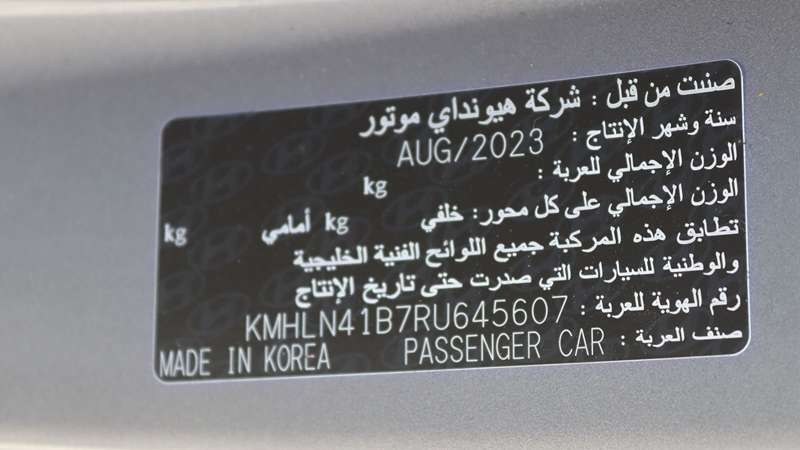 صنعت من قبل : شركة هيونداي موتور
سنة وشهر الإنتاج : AUG/2023
الوزن الإجمالي للعربة : kg
الوزن الإجمالي على كل محور: خلفي kg أمامي kg
تطابق هذه المركبة جميع اللوائح الفنية الخليجية
والوطنية للسيارات التي صدرت حتى تاريخ الإنتاج
رقم الهوية للعربة : KMHLN41B7RU645607
صنف العربة : PASSENGER CAR MADE IN KOREA